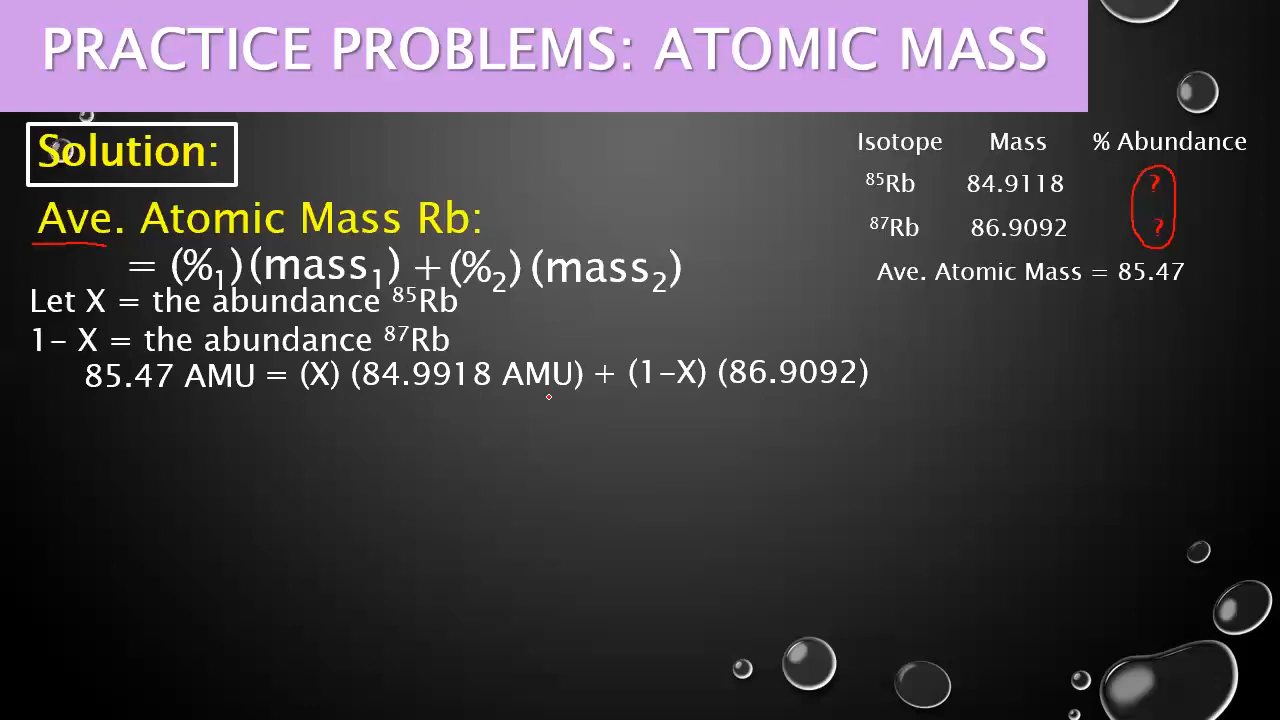 PRACTICE PROBLEMS: ATOMIC MASS
Solution:
Ave. Atomic Mass Rb:
= (%₁)(mass₁) + (%₂)(mass₂)
Let X = the abundance ⁸⁵Rb
1- X = the abundance ⁸⁷Rb
85.47 AMU = (X) (84.9918 AMU) + (1-X) (86.9092)
Isotope Mass % Abundance
⁸⁵Rb 84.9118 ?
⁸⁷Rb 86.9092 ?
Ave. Atomic Mass = 85.47